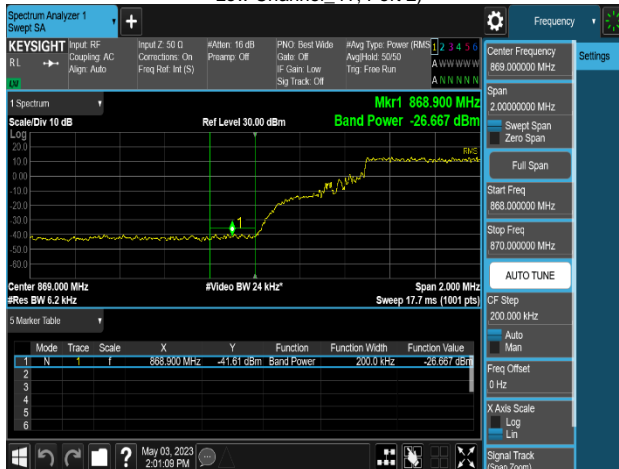 Low Channel_41, Port 2)
Spectrum Analyzer 1
Swept SA
Frequency
KEYSIGHT Input: RF Input Z: 50 Ω #Atten: 16 dB PNO: Best Wide #Avg Type: Power (RMS 1 2 3 4 5 6
RL Coupling: AC Corrections: On Preamp: Off Gate: Off Avg|Hold: 50/50 A W W W W W
Align: Auto Freq Ref: Int (S) IF Gain: Low Trig: Free Run
Sig Track: Off A N N N N N
1 Spectrum
Mkr1 868.900 MHz
Scale/Div 10 dB Ref Level 30.00 dBm Band Power -26.667 dBm
Log
RMS
20.0
10.0
0.00
-10.0
-20.0
-30.0
1
-40.0
-50.0
-60.0
Center 869.000 MHz #Video BW 24 kHz* Span 2.000 MHz
#Res BW 6.2 kHz Sweep 17.7 ms (1001 pts)
5 Marker Table
Mode Trace Scale X Y Function Function Width Function Value
1 N 1 f 868.900 MHz -41.61 dBm Band Power 200.0 kHz -26.667 dBm
2
3
4
5
6
May 03, 2023
2:01:09 PM
?
Center Frequency
869.000000 MHz
Settings
Span
2.00000000 MHz
Swept Span
Zero Span
Full Span
Start Freq
868.000000 MHz
Stop Freq
870.000000 MHz
AUTO TUNE
CF Step
200.000 kHz
Auto
Man
Freq Offset
0 Hz
X Axis Scale
Log
Lin
Signal Track
(Span Zoom)